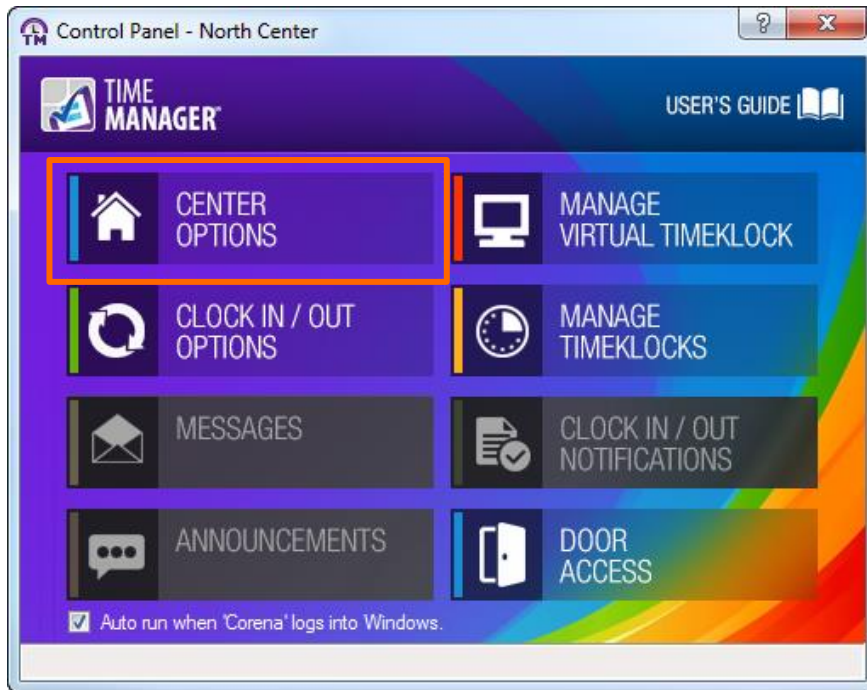 Control Panel - North Center
TIME
MANAGER™
USER'S GUIDE
CENTER
OPTIONS
MANAGE
VIRTUAL TIMEKLOCK
CLOCK IN / OUT
OPTIONS
MANAGE
TIMEKLOCKS
MESSAGES
CLOCK IN / OUT
NOTIFICATIONS
ANNOUNCEMENTS
DOOR
ACCESS
Auto run when 'Corena' logs into Windows.